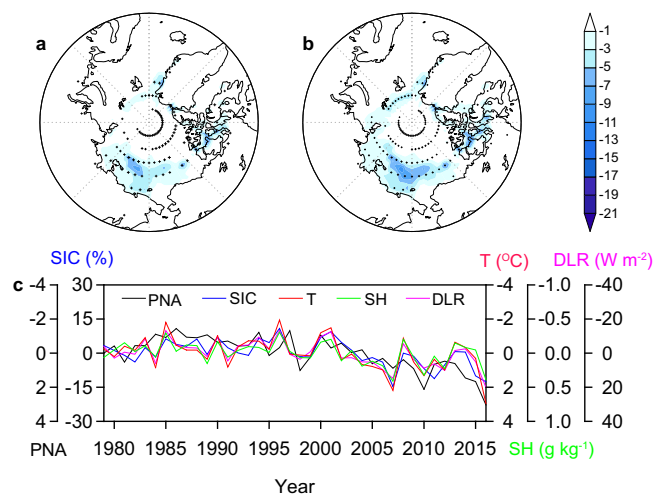 a b
-1
-3
-5
-7
-9
-11
-13
-15
-17
-19
-21
SIC (%) T (ºC) DLR (W m⁻²)
c
-4 30 -4 -1.0 -40
PNA SIC T SH DLR
-2 15 -2 -0.5 -20
0 0 0 0 0
2 -15 2 0.5 20
4 -30 4 1.0 40
1980 1985 1990 1995 2000 2005 2010 2015
PNA SH (g kg⁻¹)
Year